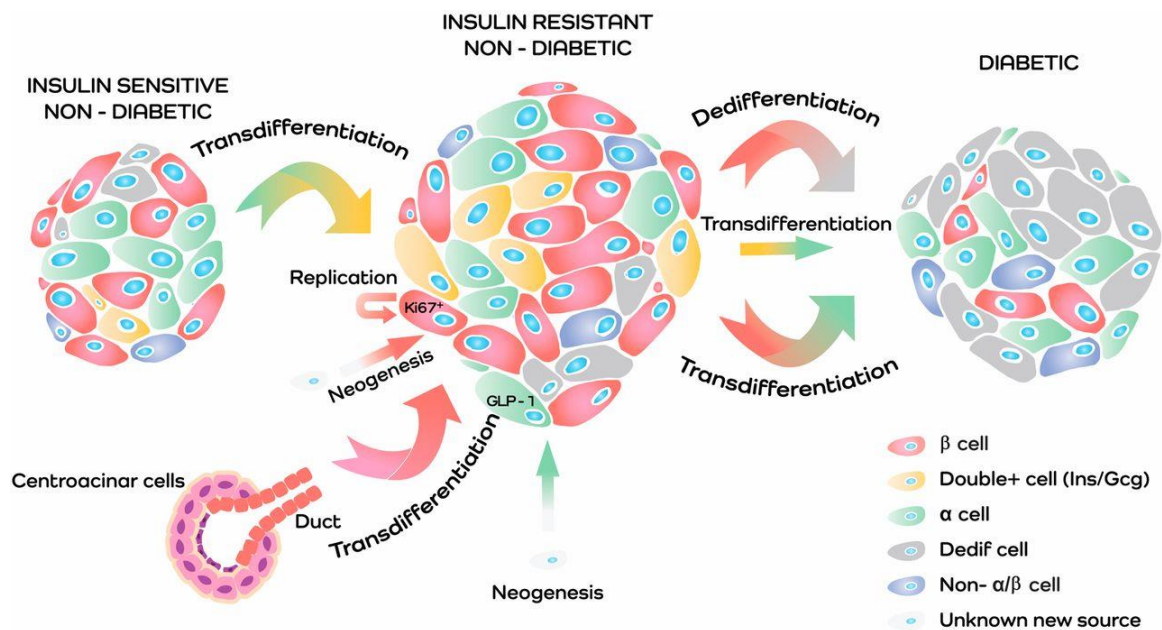 INSULIN RESISTANT
NON - DIABETIC
INSULIN SENSITIVE
NON - DIABETIC
DIABETIC
Transdifferentiation
Dedifferentiation
Transdifferentiation
Replication
Ki67+
Neogenesis
Transdifferentiation
GLP - 1
Transdifferentiation
Centroacinar cells
Duct
Neogenesis
β cell
Double+ cell (Ins/Gcg)
α cell
Dedif cell
Non- α/β cell
Unknown new source